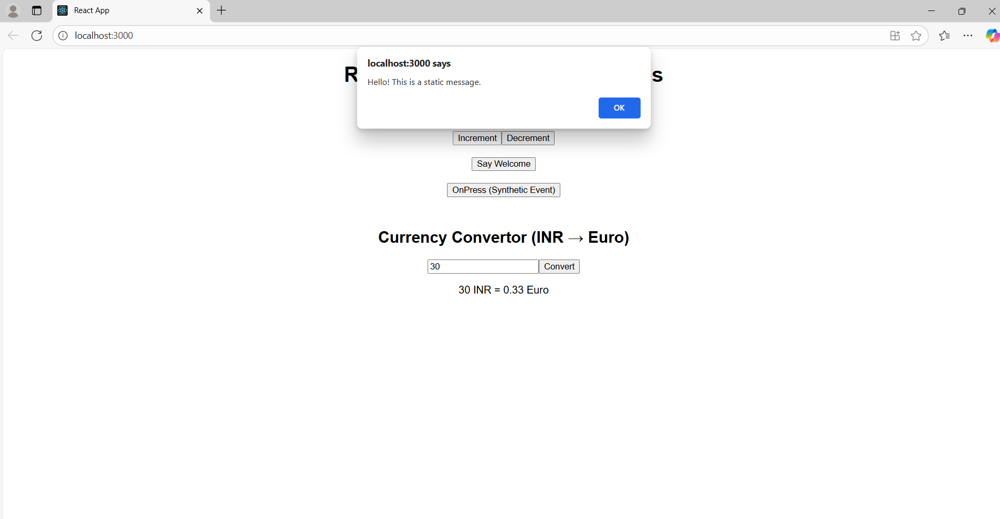 React App
localhost:3000
localhost:3000 says
Hello! This is a static message.
OK
R
s
Increment Decrement
Say Welcome
OnPress (Synthetic Event)
Currency Convertor (INR → Euro)
30 Convert
30 INR = 0.33 Euro